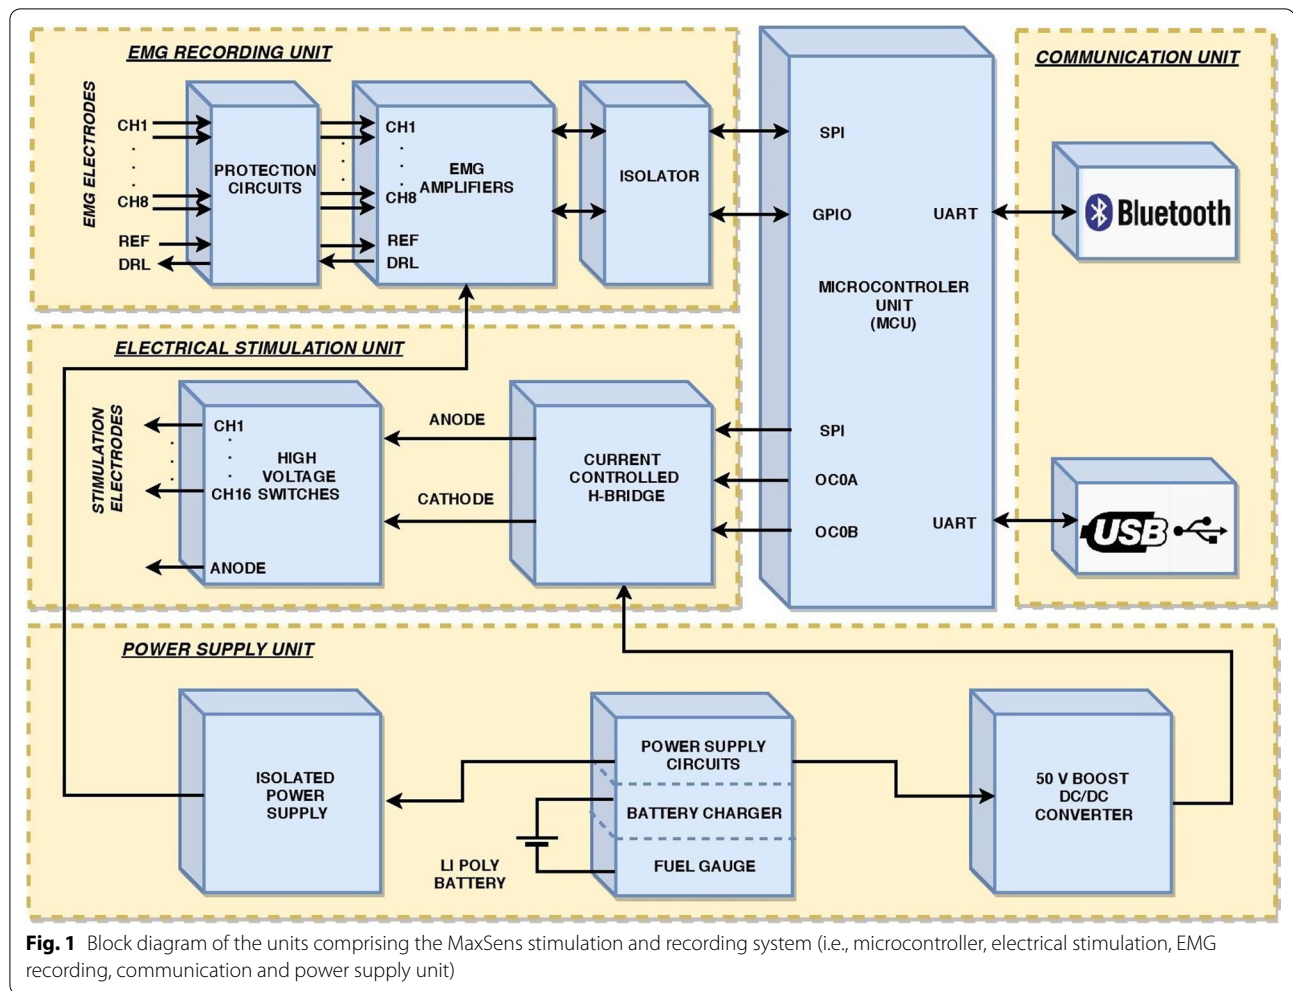 EMG RECORDING UNIT
EMG ELECTRODES
CH1
CH8
REF
DRL
PROTECTION
CIRCUITS
CH1
CH8
REF
DRL
EMG
AMPLIFIERS
ISOLATOR
SPI
GPIO
UART
MICROCONTROLER
UNIT
(MCU)
SPI
OC0A
OC0B
UART
COMMUNICATION UNIT
Bluetooth
USB
ELECTRICAL STIMULATION UNIT
STIMULATION
ELECTRODES
CH1
CH16
ANODE
HIGH
VOLTAGE
SWITCHES
ANODE
CATHODE
CURRENT
CONTROLLED
H-BRIDGE
POWER SUPPLY UNIT
ISOLATED
POWER
SUPPLY
LI POLY
BATTERY
POWER SUPPLY
CIRCUITS
BATTERY CHARGER
FUEL GAUGE
50 V BOOST
DC/DC
CONVERTER
Fig. 1 Block diagram of the units comprising the MaxSens stimulation and recording system (i.e., microcontroller, electrical stimulation, EMG
recording, communication and power supply unit)